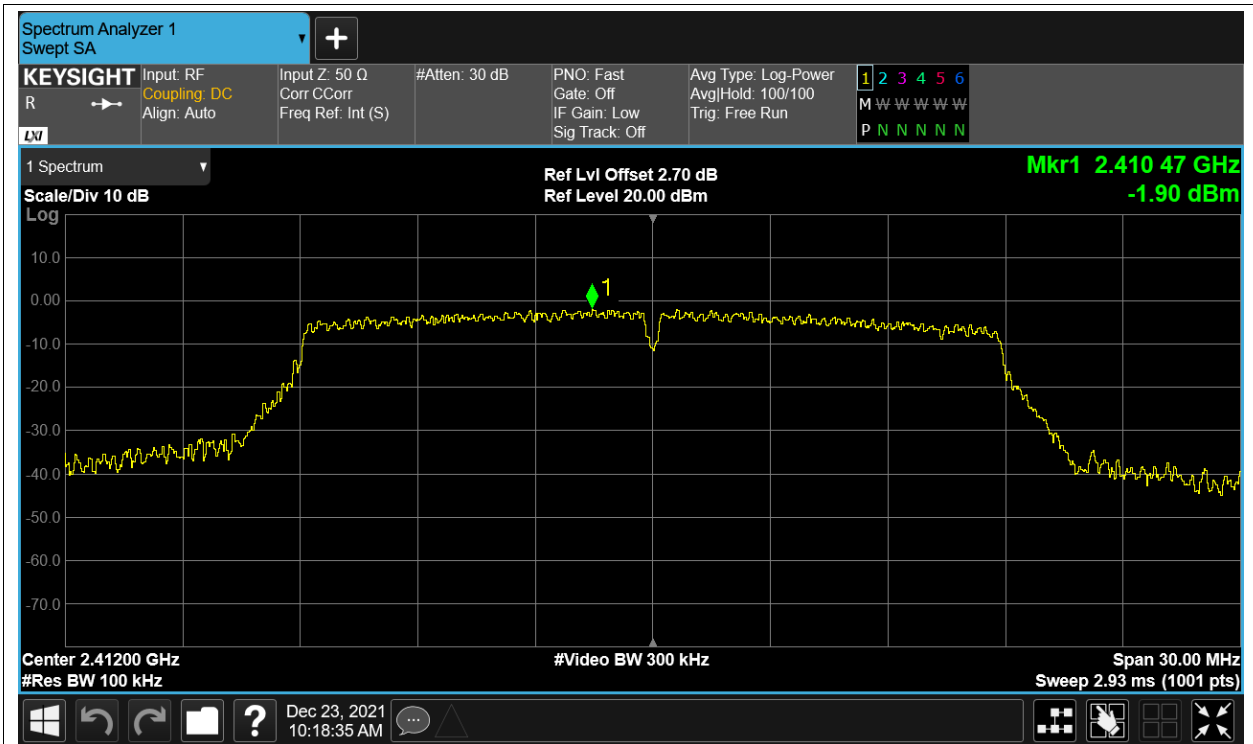 Spectrum Analyzer 1
Swept SA
KEYSIGHT
R
LXI
Input: RF
Coupling: DC
Align: Auto
Input Z: 50 Ω
Corr CCorr
Freq Ref: Int (S)
#Atten: 30 dB
PNO: Fast
Gate: Off
IF Gain: Low
Sig Track: Off
Avg Type: Log-Power
Avg|Hold: 100/100
Trig: Free Run
1 2 3 4 5 6
M W W W W W
P N N N N N
1 Spectrum
Scale/Div 10 dB
Log
Ref Lvl Offset 2.70 dB
Ref Level 20.00 dBm
Mkr1 2.410 47 GHz
-1.90 dBm
10.0
0.00
-10.0
-20.0
-30.0
-40.0
-50.0
-60.0
-70.0
1
Center 2.41200 GHz
#Res BW 100 kHz
#Video BW 300 kHz
Span 30.00 MHz
Sweep 2.93 ms (1001 pts)
?
Dec 23, 2021
10:18:35 AM